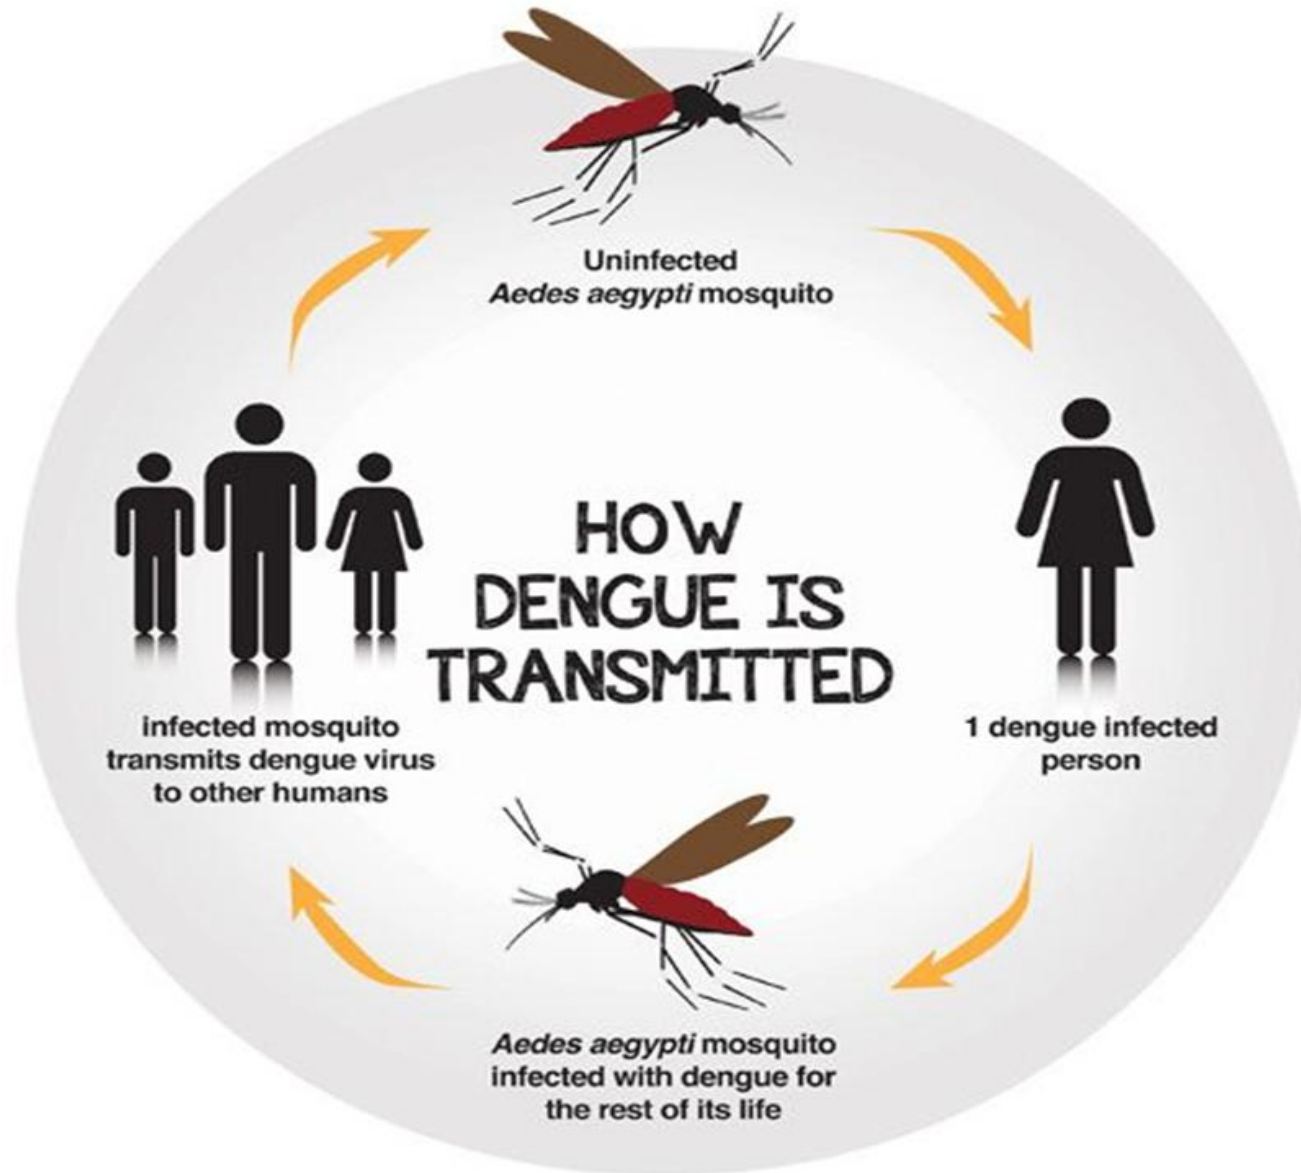 Uninfected
Aedes aegypti mosquito
HOW
DENGUE IS
TRANSMITTED
infected mosquito
transmits dengue virus
to other humans
1 dengue infected
person
Aedes aegypti mosquito
infected with dengue for
the rest of its life